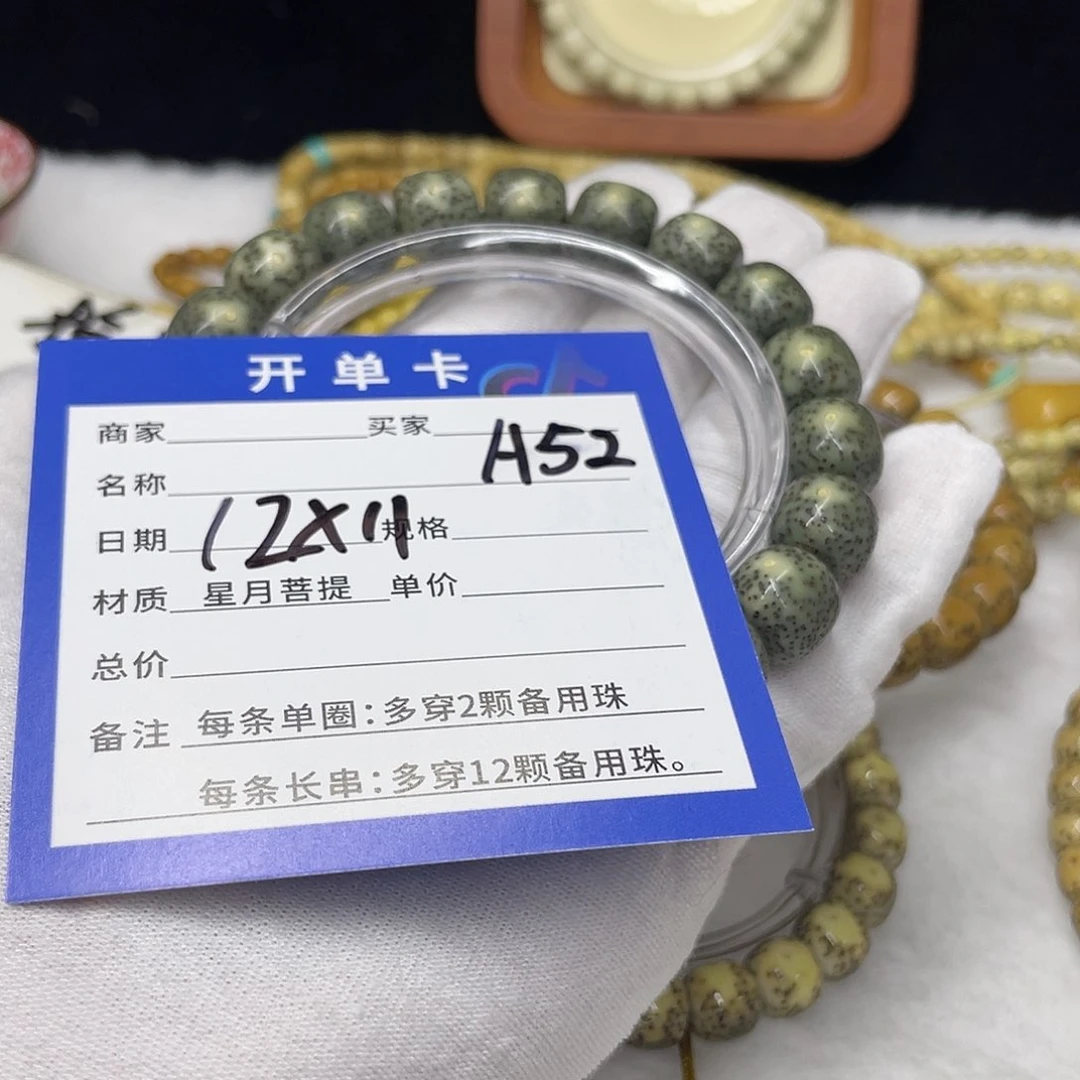 开单卡
商家 买家
A52
名称
12X11
日期 规格
材质 星月菩提 单价
总价
备注 每条单圈：多穿2颗备用珠
每条长串：多穿12颗备用珠。